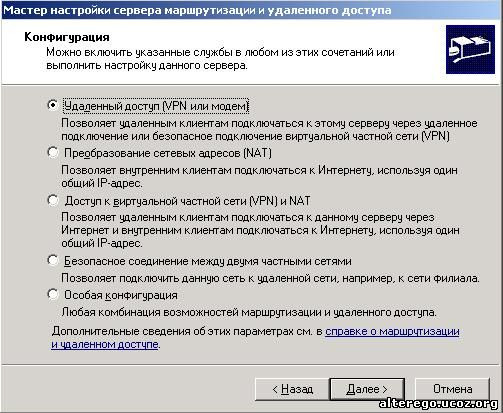 Мастер настройки сервера маршрутизации и удаленного доступа
Конфигурация
Можно включить указанные службы в любом из этих сочетаний или
выполнить настройку данного сервера.
Удаленный доступ (VPN или модем)
Позволяет удаленным клиентам подключаться к этому серверу через удаленное
подключение или безопасное подключение виртуальной частной сети (VPN)
Преобразование сетевых адресов (NAT)
Позволяет внутренним клиентам подключаться к Интернету, используя один
общий IP-адрес.
Доступ к виртуальной частной сети (VPN) и NAT
Позволяет удаленным клиентам подключаться к данному серверу через
Интернет и внутренним клиентам подключаться к Интернету, используя один
общий IP-адрес.
Безопасное соединение между двумя частными сетями
Позволяет подключить данную сеть к удаленной сети, например, к сети филиала.
Особая конфигурация
Любая комбинация возможностей маршрутизации и удаленного доступа.
Дополнительные сведения об этих параметрах см. в справке о маршрутизации
и удаленном доступе.
< Назад
Далее >
Отмена
alterego.ucoz.org